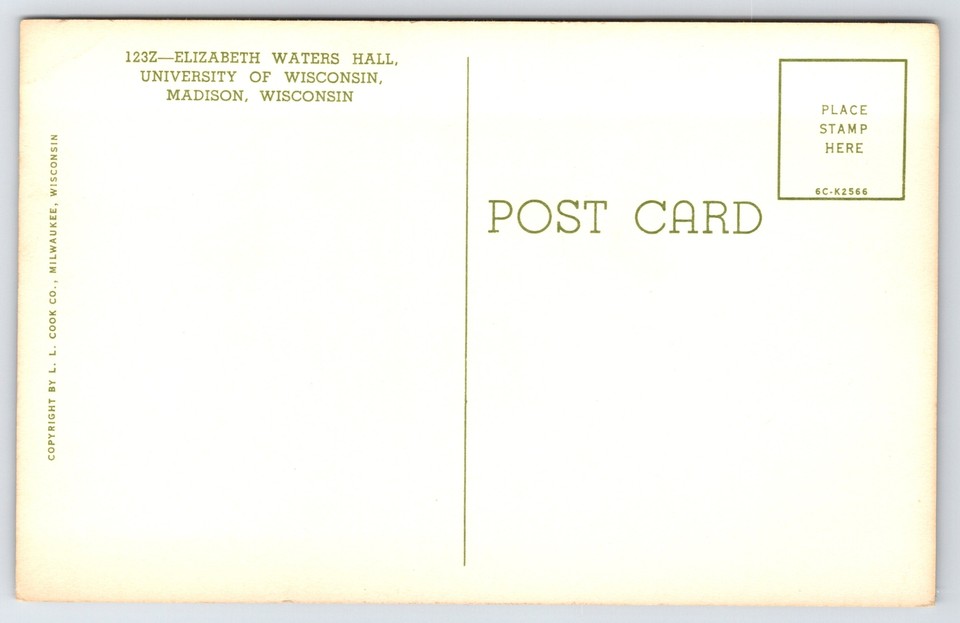 123Z—ELIZABETH WATERS HALL,
UNIVERSITY OF WISCONSIN,
MADISON, WISCONSIN
COPYRIGHT BY L. L. COOK CO., MILWAUKEE, WISCONSIN
POST CARD
PLACE
STAMP
HERE
6C-K2566